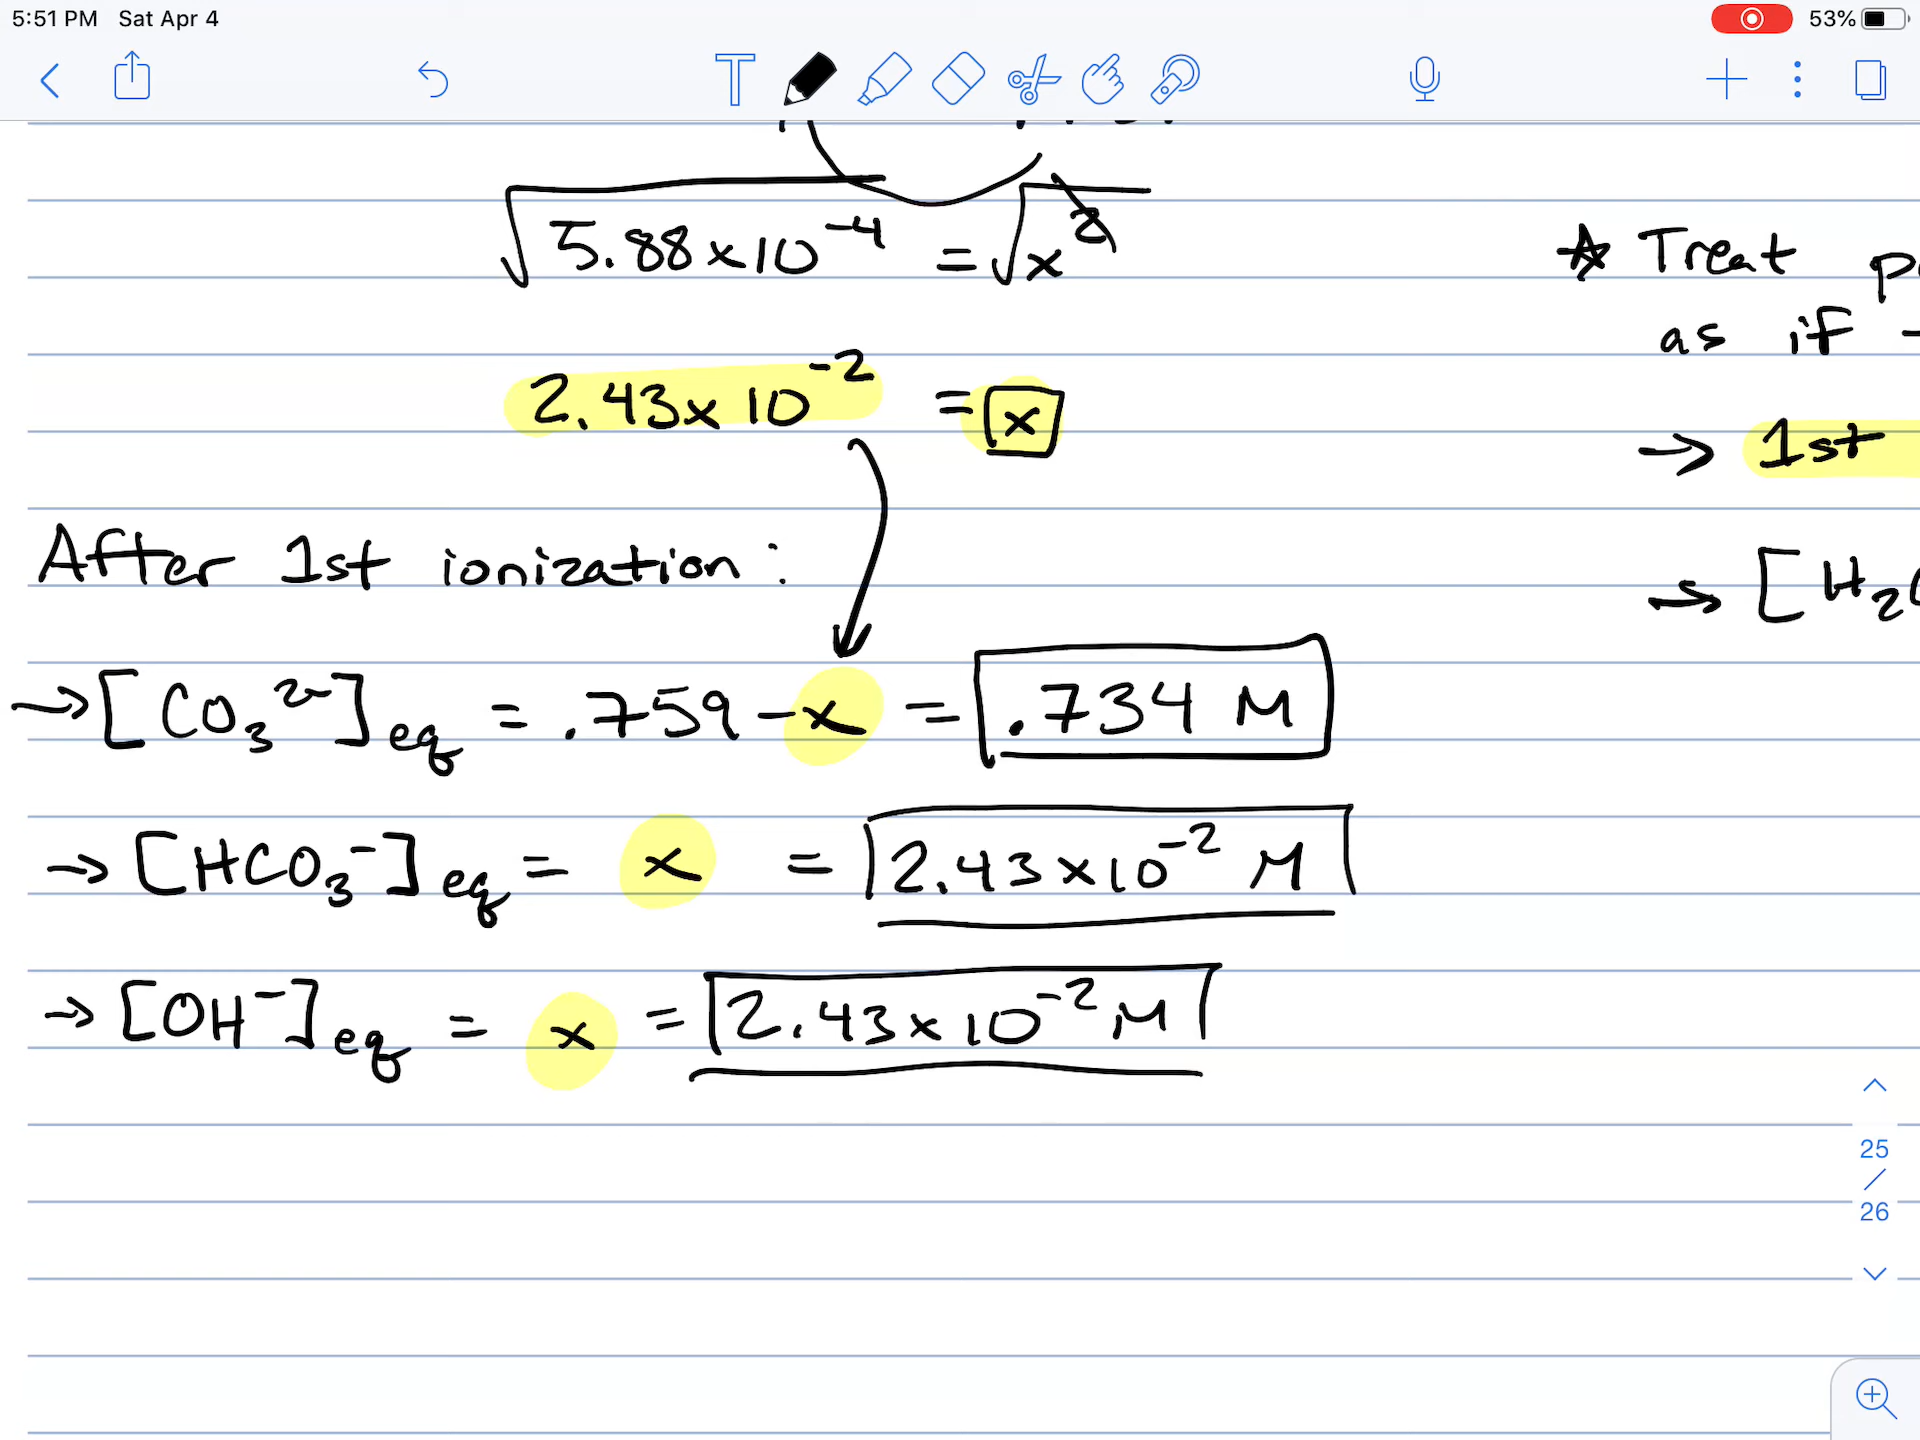 5:51 PM Sat Apr 4
53%
T
√5.88x10⁻⁴ = √x²
2.43x10⁻² = x
After 1st ionization:
→[CO₃²⁻]eq = .759 - x = .734 M
→ [HCO₃⁻]eq = x = 2.43x10⁻² M
→ [OH⁻]eq = x = 2.43x10⁻² M
☆ Treat
as if
→ 1st
→ [H₂
25
/
26